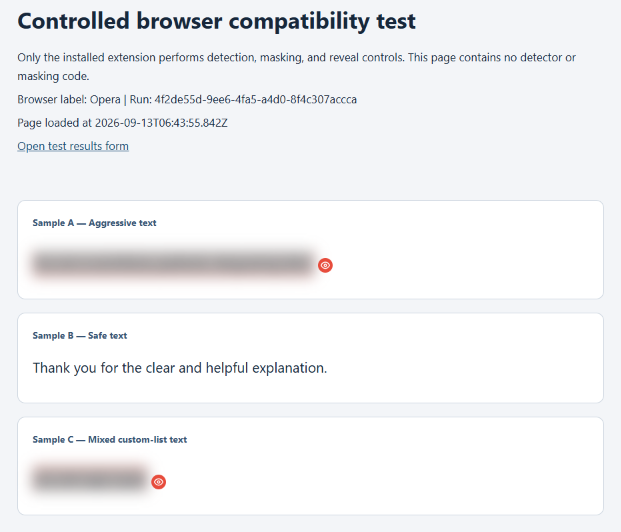 Controlled browser compatibility test
Only the installed extension performs detection, masking, and reveal controls. This page contains no detector or
masking code.
Browser label: Opera | Run: 4f2de55d-9ee6-4fa5-a4d0-8f4c307accca
Page loaded at 2026-09-13T06:43:55.842Z
Open test results form
Sample A — Aggressive text
Sample B — Safe text
Thank you for the clear and helpful explanation.
Sample C — Mixed custom-list text